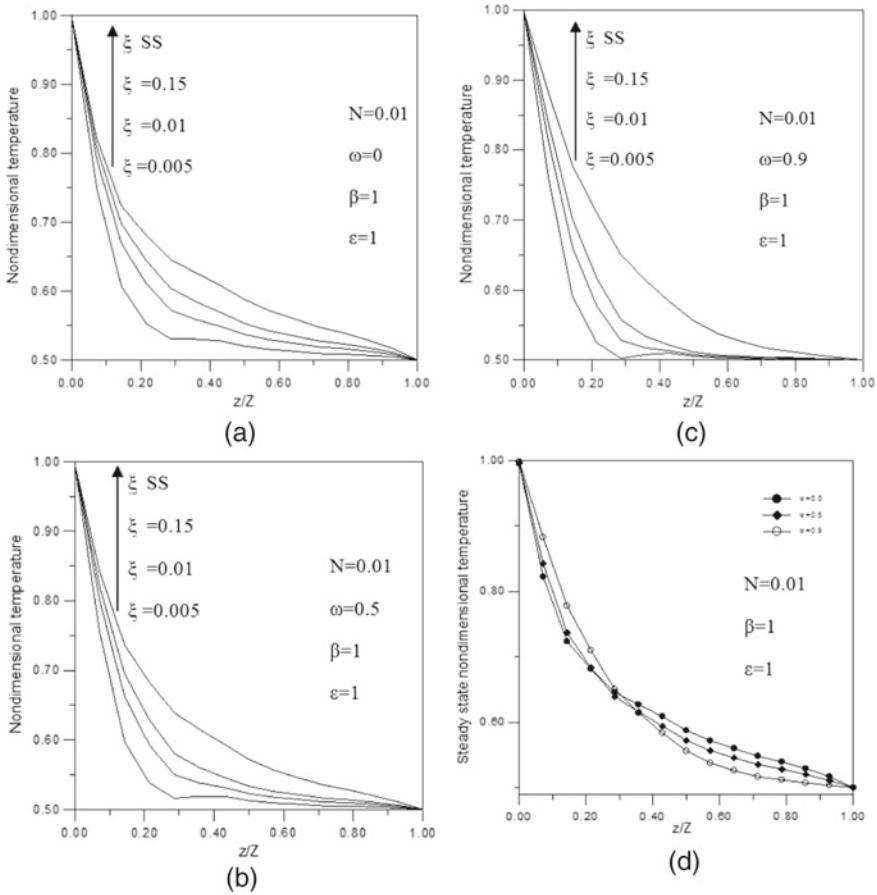 1.00
0.90
0.80
0.70
0.60
0.50
Nondimensional temperature
ξ SS
ξ =0.15
ξ =0.01
ξ =0.005
N=0.01
ω=0
β=1
ε=1
0.00 0.20 0.40 0.60 0.80 1.00
z/Z
(a)
1.00
0.90
0.80
0.70
0.60
0.50
Nondimensional temperature
ξ SS
ξ =0.15
ξ =0.01
ξ =0.005
N=0.01
ω=0.9
β=1
ε=1
0.00 0.20 0.40 0.60 0.80 1.00
z/Z
(c)
1.00
0.90
0.80
0.70
0.60
0.50
Nondimensional temperature
ξ SS
ξ =0.15
ξ =0.01
ξ =0.005
N=0.01
ω=0.5
β=1
ε=1
0.00 0.20 0.40 0.60 0.80 1.00
z/Z
(b)
1.00
0.80
0.60
Steady state nondimensional temperature
w=0.0
w=0.5
w=0.9
N=0.01
β=1
ε=1
0.00 0.20 0.40 0.60 0.80 1.00
z/Z
(d)